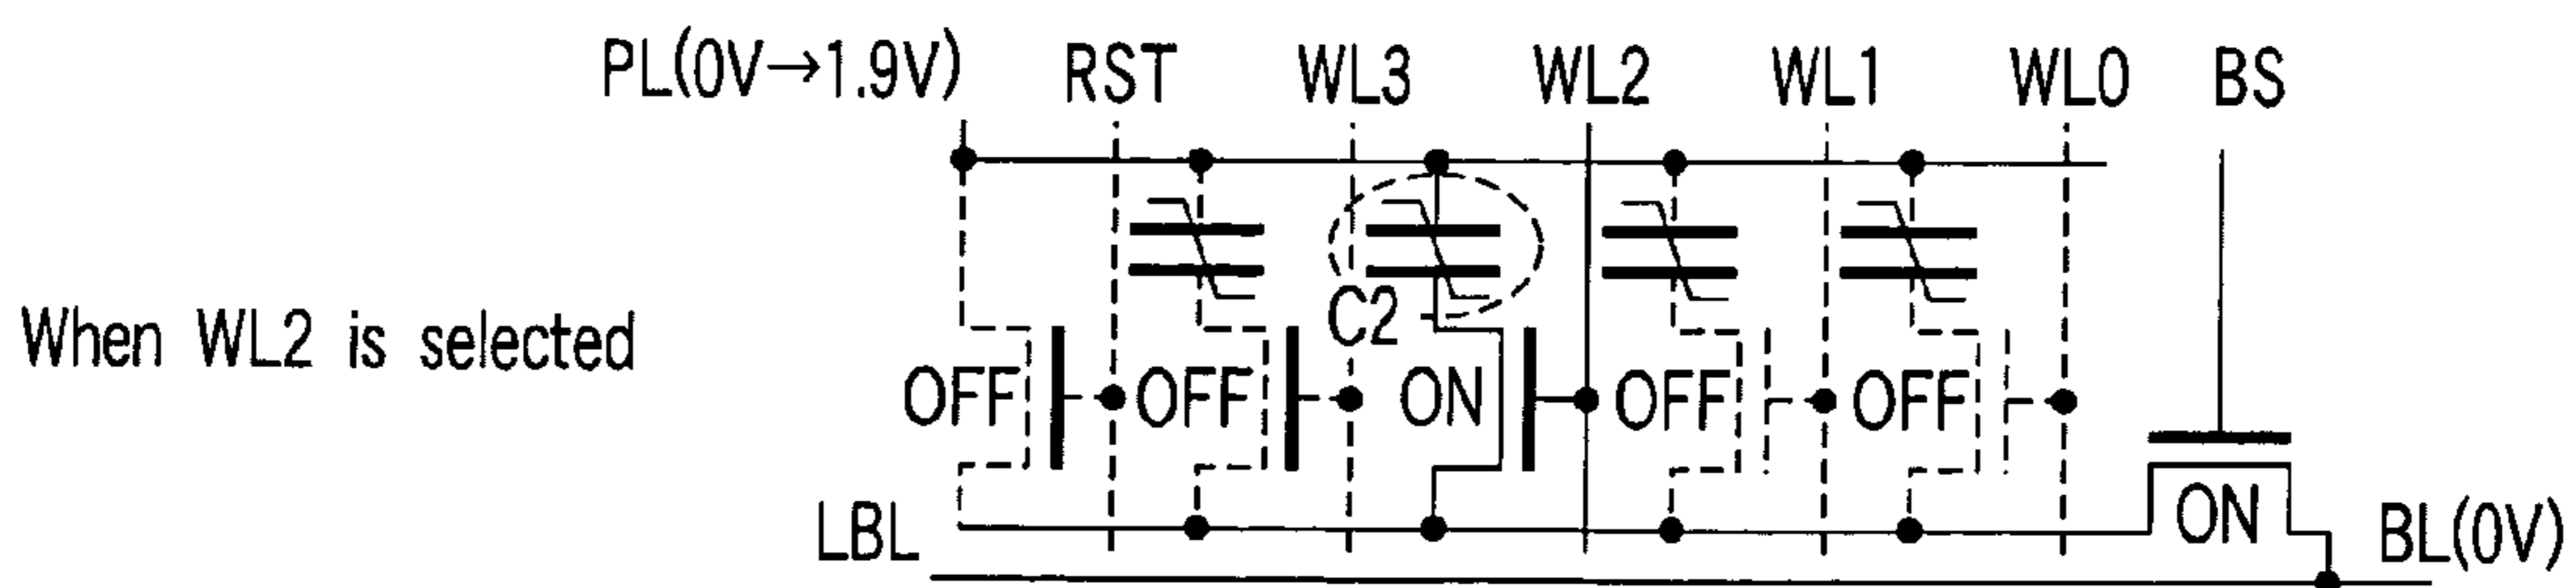 PL(0V→1.9V) RST WL3 WL2 WL1 WL0 BS
C2
When WL2 is selected
OFF OFF ON OFF OFF
LBL ON BL(0V)